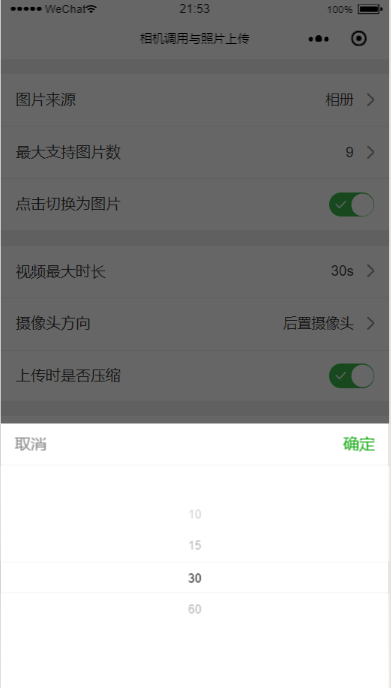 WeChat 21:53 100%
相机调用与照片上传
图片来源 相册
最大支持图片数 9
点击切换为图片
视频最大时长 30s
摄像头方向 后置摄像头
上传时是否压缩
取消 确定
10
15
30
60